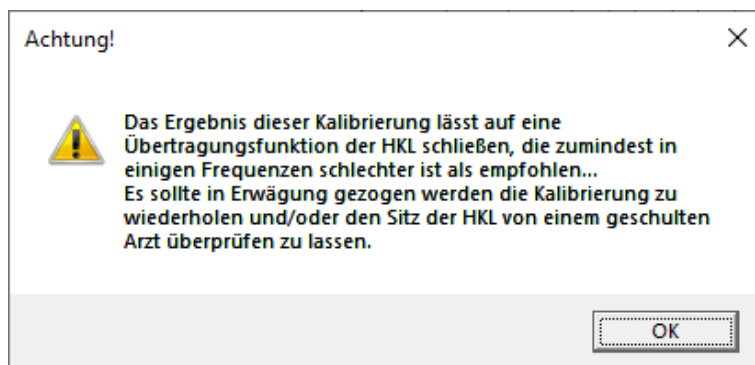 Achtung!
Das Ergebnis dieser Kalibrierung lässt auf eine
Übertragungsfunktion der HKL schließen, die zumindest in
einigen Frequenzen schlechter ist als empfohlen...
Es sollte in Erwägung gezogen werden die Kalibrierung zu
wiederholen und/oder den Sitz der HKL von einem geschulten
Arzt überprüfen zu lassen.
OK